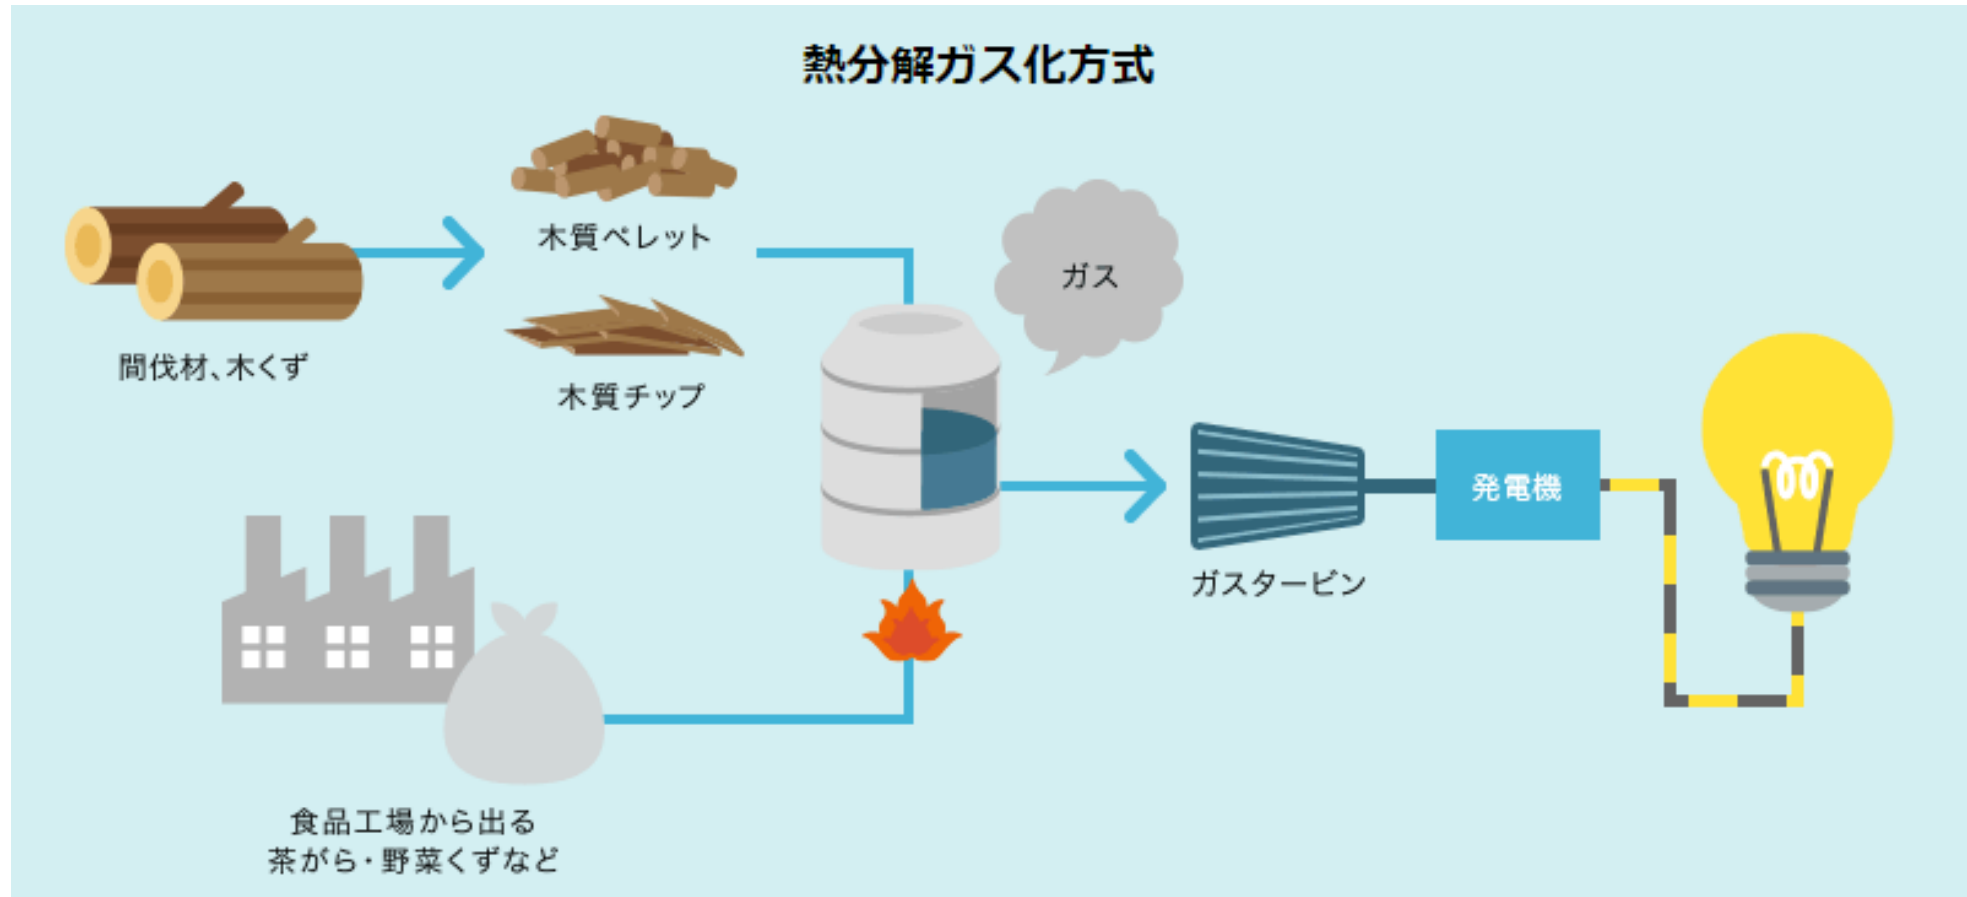 熱分解ガス化方式
木質ペレット
ガス
間伐材、木くず
木質チップ
発電機
ガスタービン
食品工場から出る
茶がら・野菜くずなど